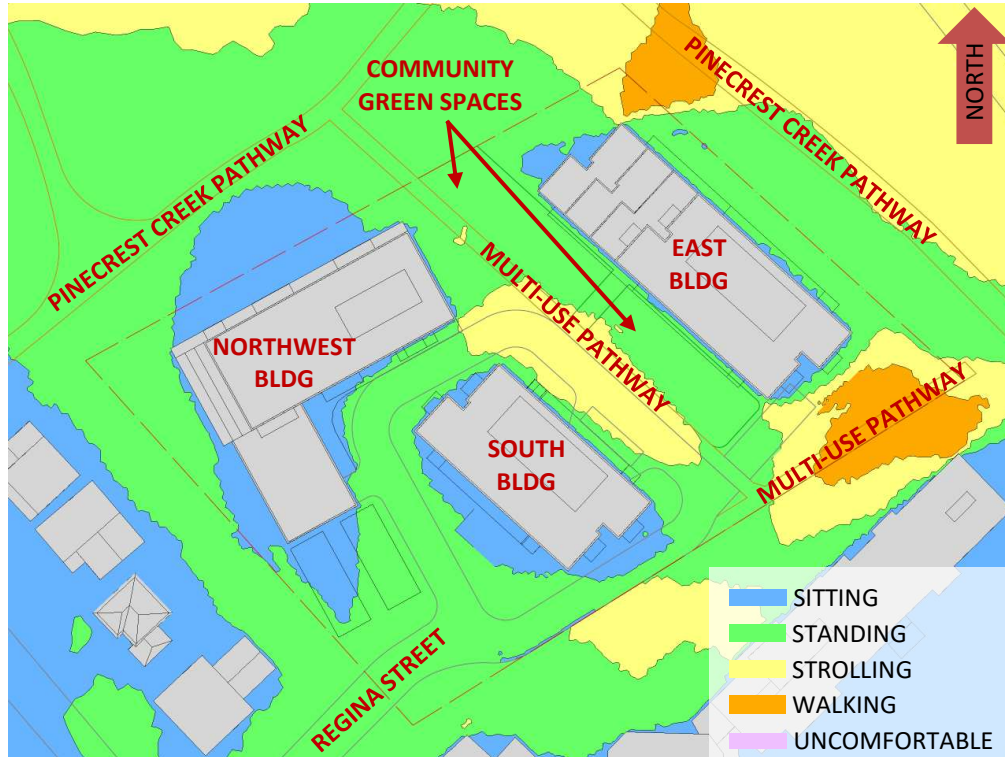 COMMUNITY
GREEN SPACES
NORTH
PINECREST CREEK PATHWAY
PINECREST CREEK PATHWAY
EAST
BLDG
MULTI-USE PATHWAY
NORTHWEST
BLDG
SOUTH
BLDG
MULTI-USE PATHWAY
REGINA STREET
SITTING
STANDING
STROLLING
WALKING
UNCOMFORTABLE